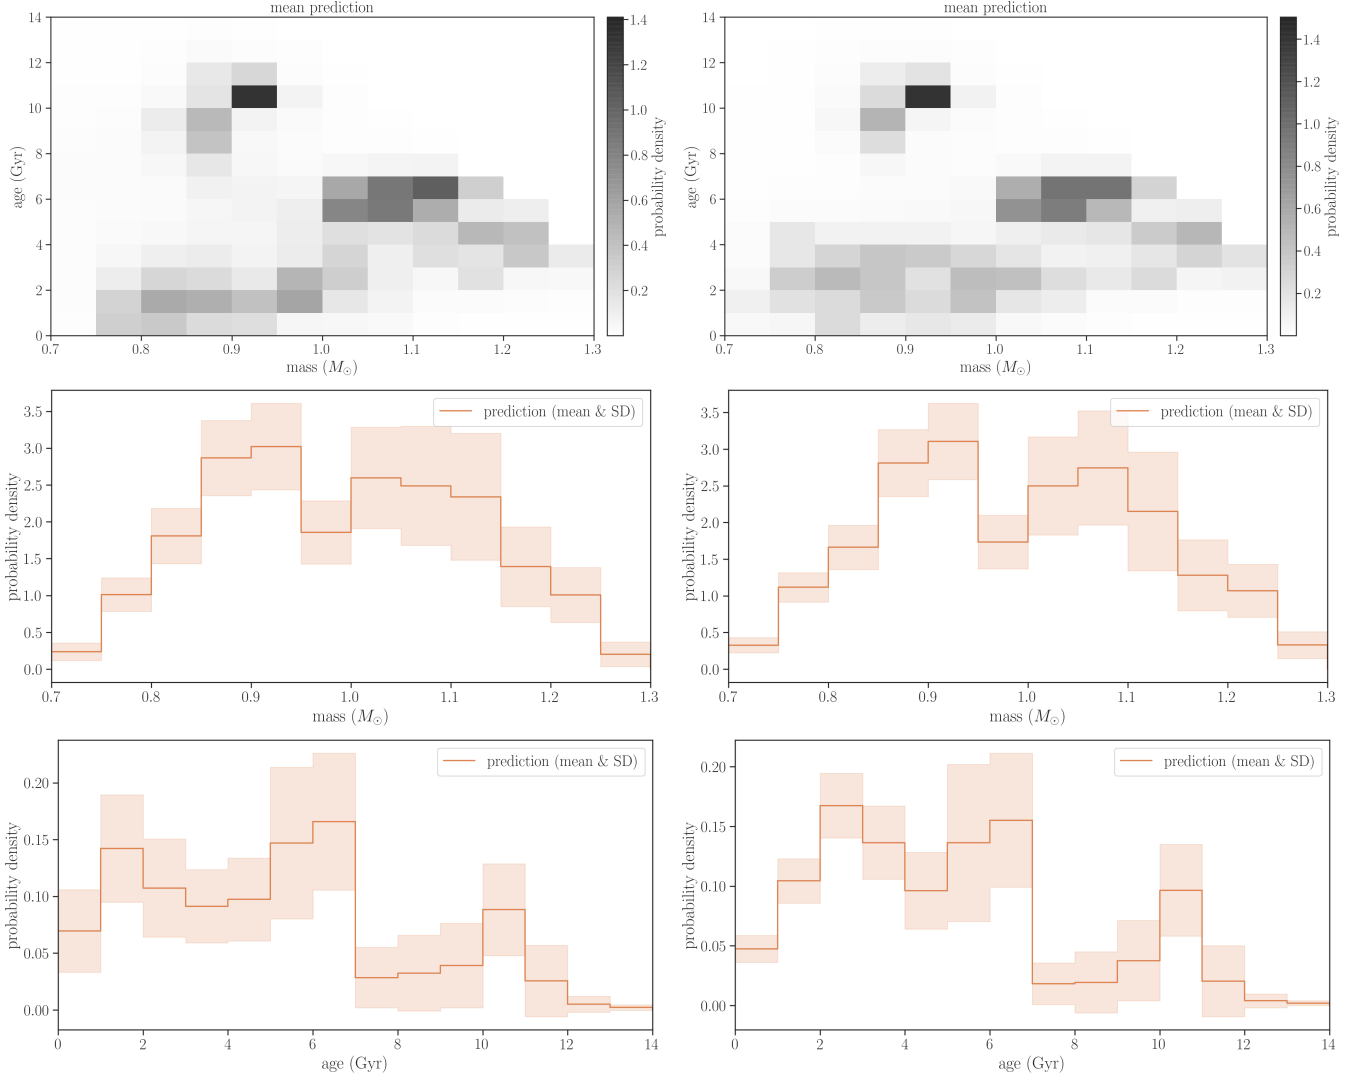 mean prediction
14
12
10
8
6
4
2
0
age (Gyr)
0.7 0.8 0.9 1.0 1.1 1.2 1.3
mass (M⊙)
1.4
1.2
1.0
0.8
0.6
0.4
0.2
probability density
mean prediction
14
12
10
8
6
4
2
0
age (Gyr)
0.7 0.8 0.9 1.0 1.1 1.2 1.3
mass (M⊙)
1.4
1.2
1.0
0.8
0.6
0.4
0.2
probability density
prediction (mean & SD)
3.5
3.0
2.5
2.0
1.5
1.0
0.5
0.0
probability density
0.7 0.8 0.9 1.0 1.1 1.2 1.3
mass (M⊙)
prediction (mean & SD)
3.5
3.0
2.5
2.0
1.5
1.0
0.5
0.0
probability density
0.7 0.8 0.9 1.0 1.1 1.2 1.3
mass (M⊙)
prediction (mean & SD)
0.20
0.15
0.10
0.05
0.00
probability density
0 2 4 6 8 10 12 14
age (Gyr)
prediction (mean & SD)
0.20
0.15
0.10
0.05
0.00
probability density
0 2 4 6 8 10 12 14
age (Gyr)